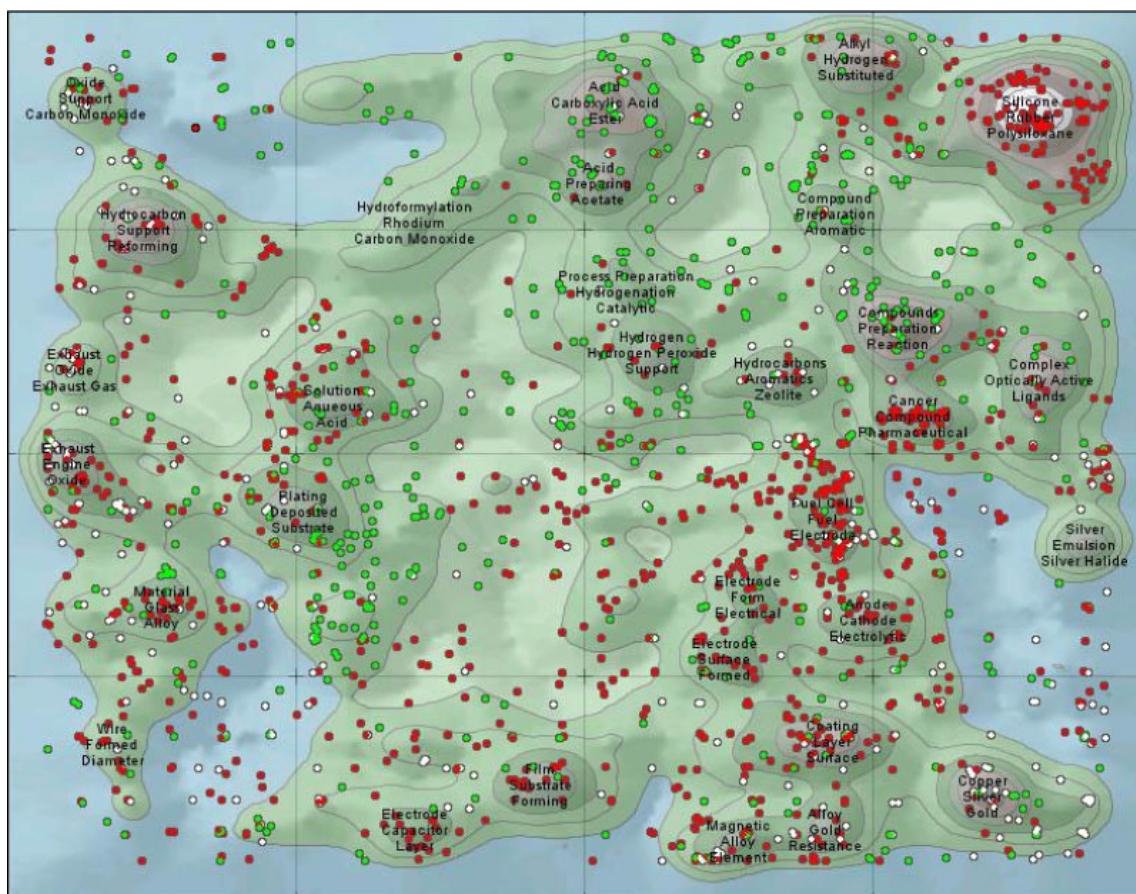 Oxide
Support
Carbon Monoxide
Acid
Carboxylic Acid
Ester
Alkyl
Hydrogen
Substituted
Silicone
Rubber
Polysiloxane
Acid
Preparing
Acetate
Hydrocarbon
Support
Reforming
Hydroformylation
Rhodium
Carbon Monoxide
Compound
Preparation
Aromatic
Process Preparation
Hydrogenation
Catalytic
Compounds
Preparation
Reaction
Exhaust
Oxide
Exhaust Gas
Hydrogen
Hydrogen Peroxide
Support
Hydrocarbons
Aromatics
Zeolite
Complex
Optically Active
Ligands
Solution
Aqueous
Acid
Cancer
Compound
Pharmaceutical
Exhaust
Engine
Oxide
Plating
Deposited
Substrate
Fuel Cell
Fuel
Electrode
Silver
Emulsion
Silver Halide
Material
Glass
Alloy
Electrode
Form
Electrical
Anode
Cathode
Electrolytic
Electrode
Surface
Formed
Wire
Formed
Diameter
Coating
Layer
Surface
Film
Substrate
Forming
Copper
Silver
Gold
Electrode
Capacitor
Layer
Magnetic
Alloy
Element
Alloy
Gold
Resistance